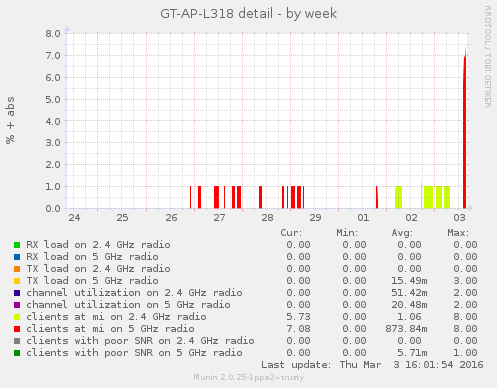 GT-AP-L318 detail - by week
RRDTOOL / TOBI OETIKER
% + abs
8.0
7.0
6.0
5.0
4.0
3.0
2.0
1.0
0.0
24 25 26 27 28 29 01 02 03
Cur: Min: Avg: Max:
RX load on 2.4 GHz radio 0.00 0.00 0.00 0.00
RX load on 5 GHz radio 0.00 0.00 0.00 0.00
TX load on 2.4 GHz radio 0.00 0.00 0.00 0.00
TX load on 5 GHz radio 0.00 0.00 15.49m 3.00
channel utilization on 2.4 GHz radio 0.00 0.00 51.42m 2.00
channel utilization on 5 GHz radio 0.00 0.00 20.48m 2.00
clients at mi on 2.4 GHz radio 5.73 0.00 1.06 8.00
clients at mi on 5 GHz radio 7.08 0.00 873.84m 8.00
clients with poor SNR on 2.4 GHz radio 0.00 0.00 0.00 0.00
clients with poor SNR on 5 GHz radio 0.00 0.00 5.71m 1.00
Last update: Thu Mar 3 16:01:54 2016
Munin 2.0.25-1ppa2~trusty